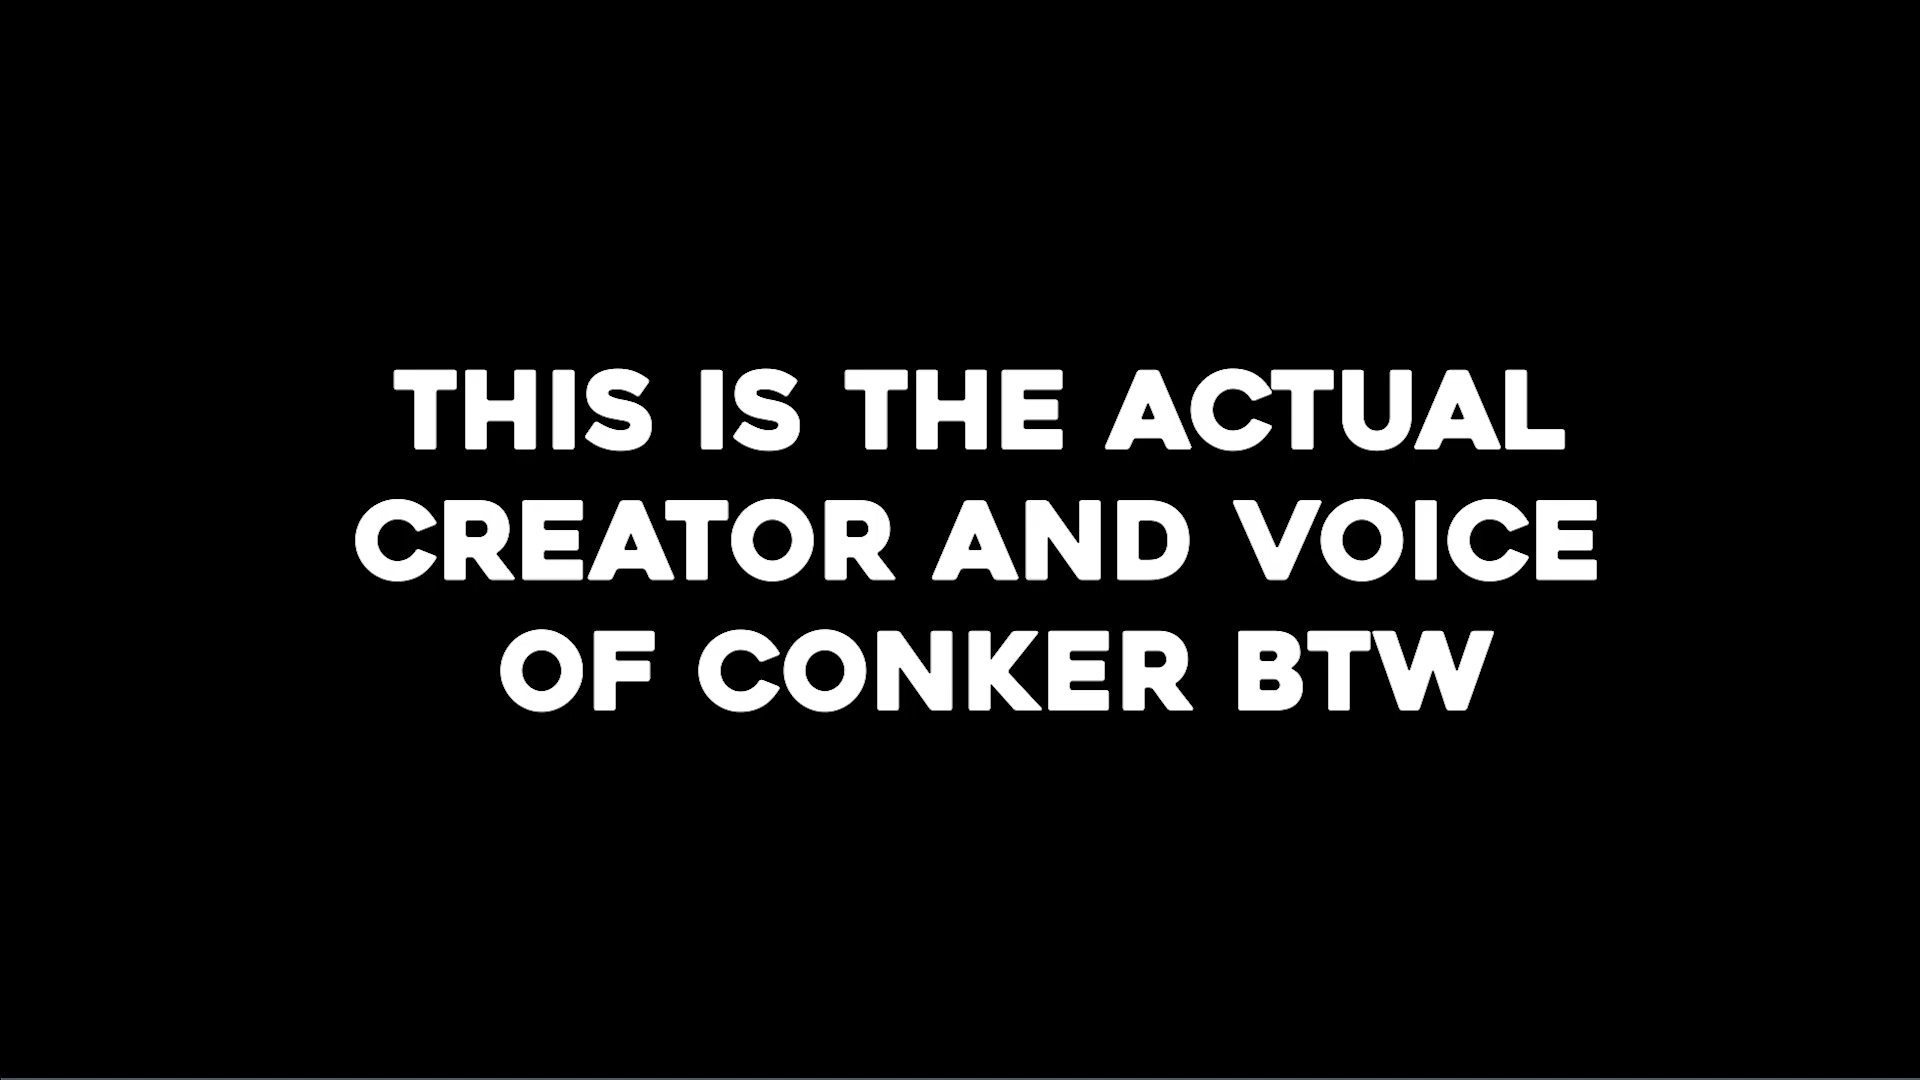 THIS IS THE ACTUAL
CREATOR AND VOICE
OF CONKER BTW